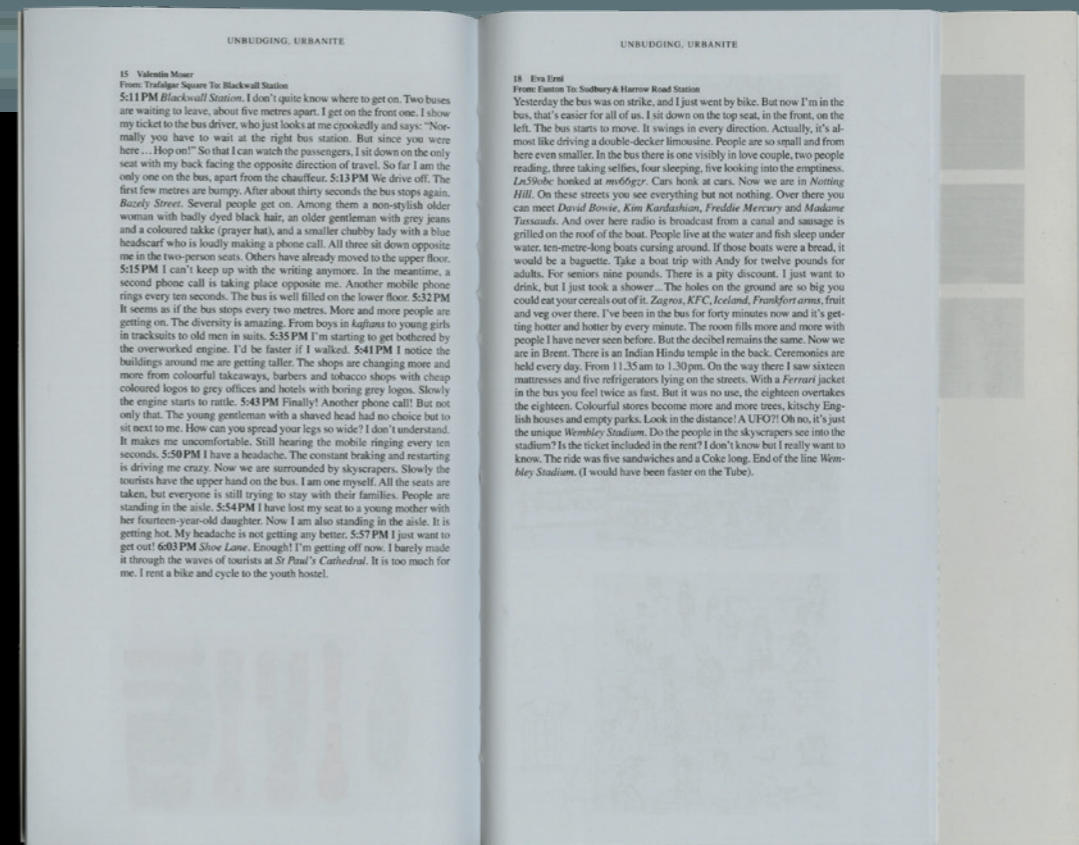 UNBUDGING, URBANITE
15 Valentin Moser
From: Trafalgar Square To: Blackwall Station
5:11 PM Blackwall Station. I don't quite know where to get on. Two buses
are waiting to leave, about five metres apart. I get on the front one. I show
my ticket to the bus driver, who just looks at me crookedly and says: "Nor-
mally you have to wait at the right bus station. But since you were
here ... Hop on!" So that I can watch the passengers, I sit down on the only
seat with my back facing the opposite direction of travel. So far I am the
only one on the bus, apart from the chauffeur. 5:13 PM We drive off. The
first few metres are bumpy. After about thirty seconds the bus stops again.
Bazely Street. Several people get on. Among them a non-stylish older
woman with badly dyed black hair, an older gentleman with grey jeans
and a coloured takke (prayer hat), and a smaller chubby lady with a blue
headscarf who is loudly making a phone call. All three sit down opposite
me in the two-person seats. Others have already moved to the upper floor.
5:15 PM I can't keep up with the writing anymore. In the meantime, a
second phone call is taking place opposite me. Another mobile phone
rings every ten seconds. The bus is well filled on the lower floor. 5:32 PM
It seems as if the bus stops every two metres. More and more people are
getting on. The diversity is amazing. From boys in kaftans to young girls
in tracksuits to old men in suits. 5:35 PM I'm starting to get bothered by
the overworked engine. I'd be faster if I walked. 5:41 PM I notice the
buildings around me are getting taller. The shops are changing more and
more from colourful takeaways, barbers and tobacco shops with cheap
coloured logos to grey offices and hotels with boring grey logos. Slowly
the engine starts to rattle. 5:43 PM Finally! Another phone call! But not
only that. The young gentleman with a shaved head had no choice but to
sit next to me. How can you spread your legs so wide? I don't understand.
It makes me uncomfortable. Still hearing the mobile ringing every ten
seconds. 5:50 PM I have a headache. The constant braking and restarting
is driving me crazy. Now we are surrounded by skyscrapers. Slowly the
tourists have the upper hand on the bus. I am one myself. All the seats are
taken, but everyone is still trying to stay with their families. People are
standing in the aisle. 5:54 PM I have lost my seat to a young mother with
her fourteen-year-old daughter. Now I am also standing in the aisle. It is
getting hot. My headache is not getting any better. 5:57 PM I just want to
get out! 6:03 PM Shoe Lane. Enough! I'm getting off now. I barely made
it through the waves of tourists at St Paul's Cathedral. It is too much for
me. I rent a bike and cycle to the youth hostel.
UNBUDGING, URBANITE
18 Eva Erni
From: Euston To: Sudbury & Harrow Road Station
Yesterday the bus was on strike, and I just went by bike. But now I'm in the
bus, that's easier for all of us. I sit down on the top seat, in the front, on the
left. The bus starts to move. It swings in every direction. Actually, it's al-
most like driving a double-decker limousine. People are so small and from
here even smaller. In the bus there is one visibly in love couple, two people
reading, three taking selfies, four sleeping, five looking into the emptiness.
Ln59obc honked at mv66gzr. Cars honk at cars. Now we are in Notting
Hill. On these streets you see everything but not nothing. Over there you
can meet David Bowie, Kim Kardashian, Freddie Mercury and Madame
Tussauds. And over here radio is broadcast from a canal and sausage is
grilled on the roof of the boat. People live at the water and fish sleep under
water, ten-metre-long boats cursing around. If those boats were a bread, it
would be a baguette. Take a boat trip with Andy for twelve pounds for
adults. For seniors nine pounds. There is a pity discount. I just want to
drink, but I just took a shower ... The holes on the ground are so big you
could eat your cereals out of it. Zagros, KFC, Iceland, Frankfort arms, fruit
and veg over there. I've been in the bus for forty minutes now and it's get-
ting hotter and hotter by every minute. The room fills more and more with
people I have never seen before. But the decibel remains the same. Now we
are in Brent. There is an Indian Hindu temple in the back. Ceremonies are
held every day. From 11.35 am to 1.30pm. On the way there I saw sixteen
mattresses and five refrigerators lying on the streets. With a Ferrari jacket
in the bus you feel twice as fast. But it was no use, the eighteen overtakes
the eighteen. Colourful stores become more and more trees, kitschy Eng-
lish houses and empty parks. Look in the distance! A UFO?! Oh no, it's just
the unique Wembley Stadium. Do the people in the skyscrapers see into the
stadium? Is the ticket included in the rent? I don't know but I really want to
know. The ride was five sandwiches and a Coke long. End of the line Wem-
bley Stadium. (I would have been faster on the Tube).